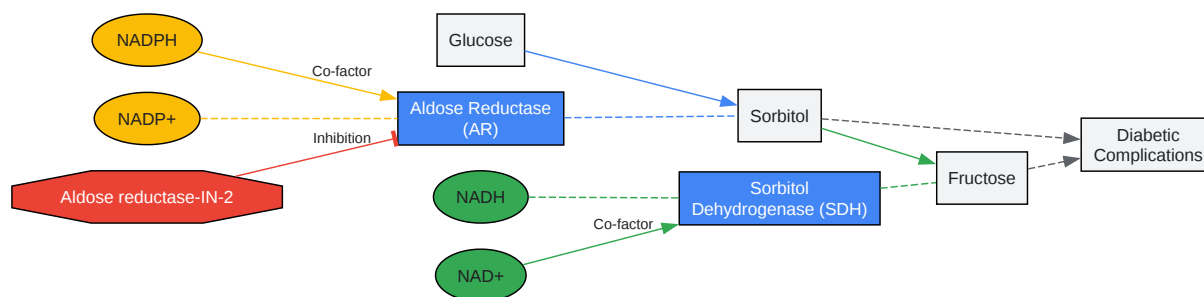 NADPH
Glucose
Co-factor
NADP+
Aldose Reductase
(AR)
Sorbitol
Inhibition
Diabetic
Complications
Aldose reductase-IN-2
NADH
Sorbitol
Dehydrogenase (SDH)
Fructose
Co-factor
NAD+